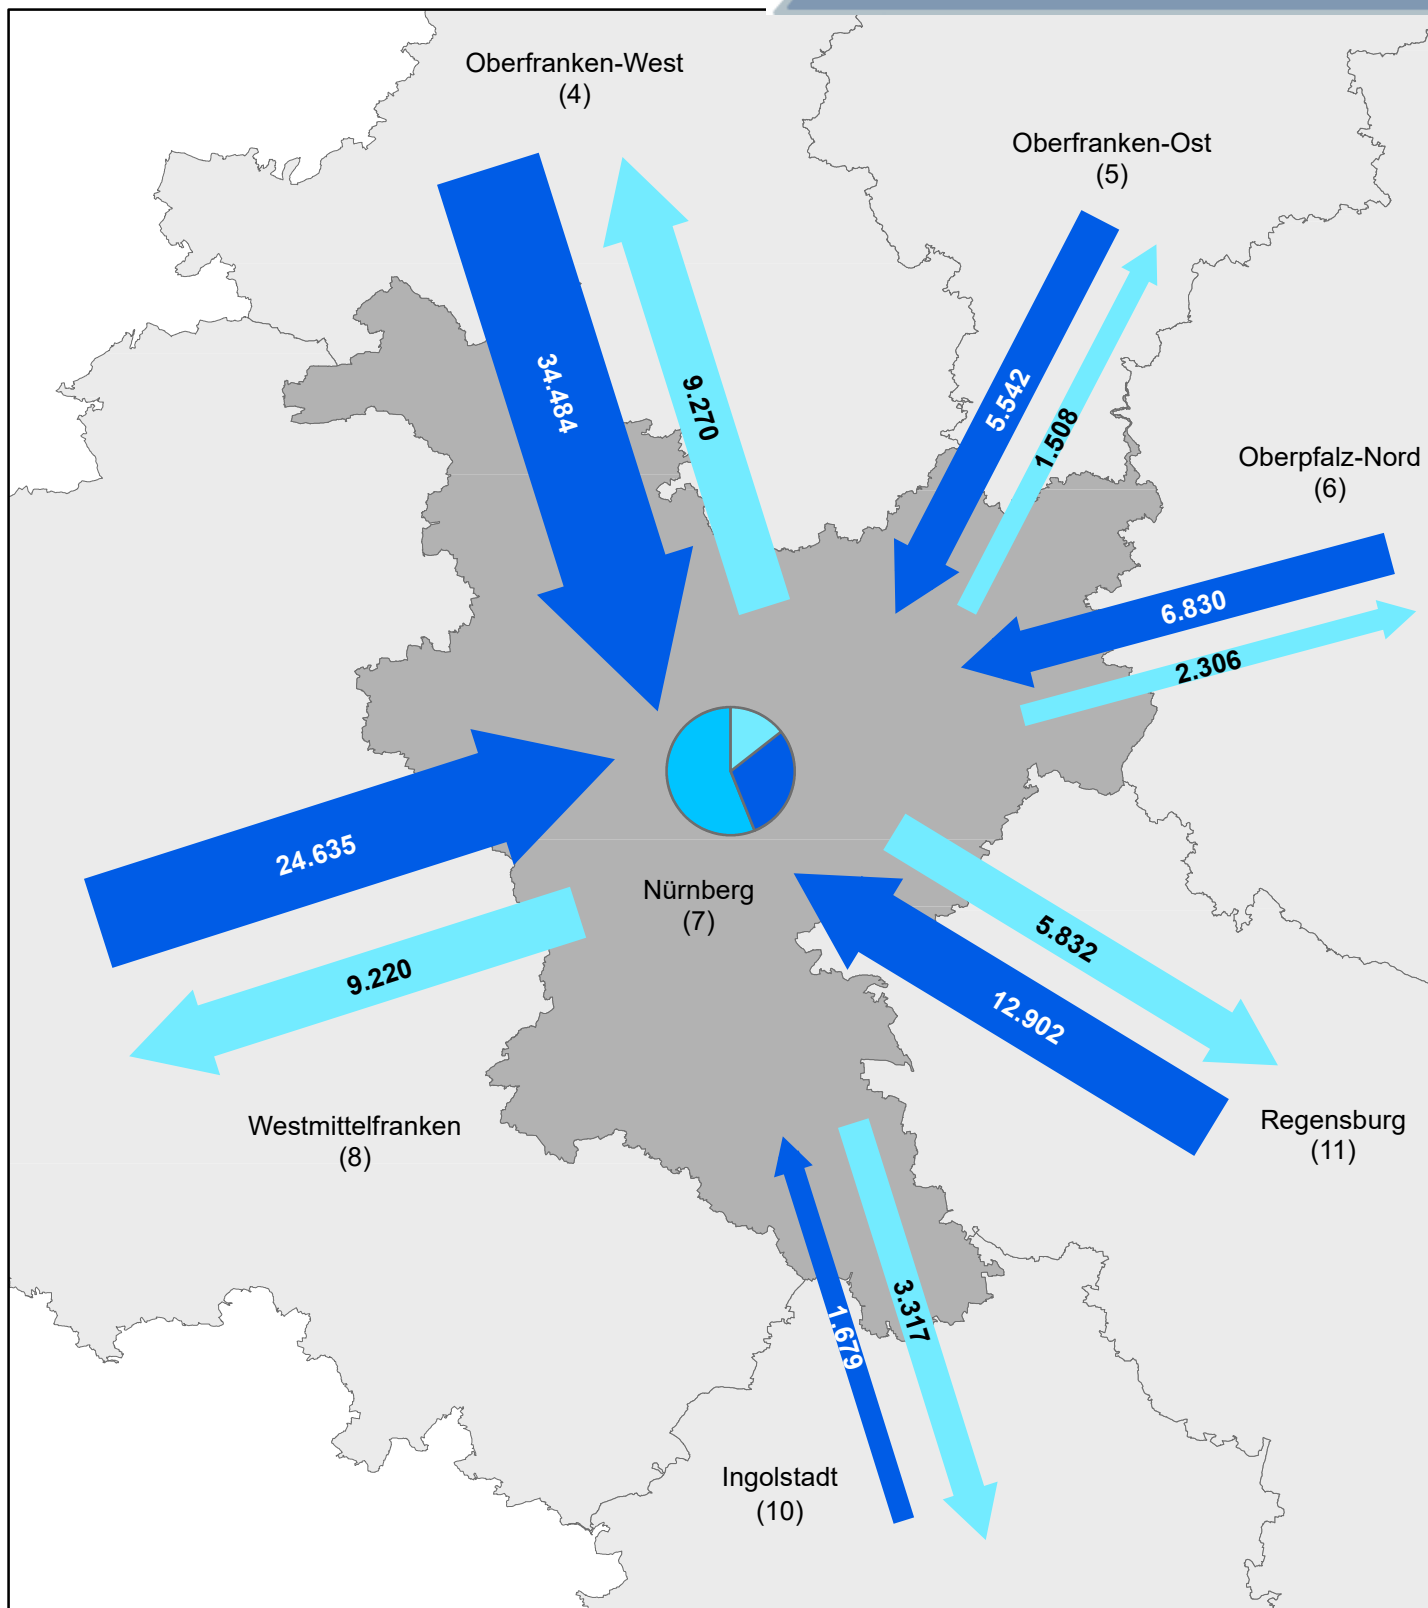 Oberfranken-West
(4)
Oberfranken-Ost
(5)
34.484
9.270
5.542
1.508
Oberpfalz-Nord
(6)
6.830
2.306
24.635
Nürnberg
(7)
5.832
9.220
12.902
Westmittelfranken
(8)
Regensburg
(11)
1.679
3.317
Ingolstadt
(10)